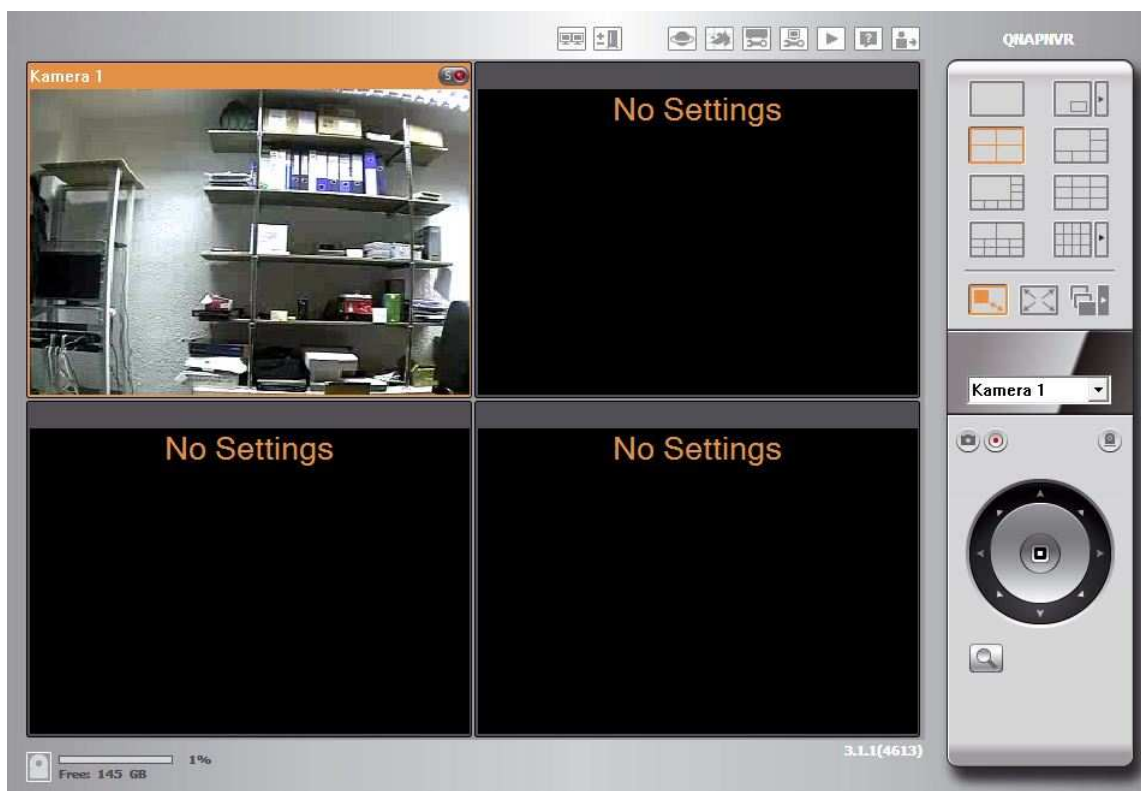 QNAPNVR
Kamera 1
S
No Settings
Kamera 1
No Settings
No Settings
1%
Free: 145 GB
3.1.1(4613)